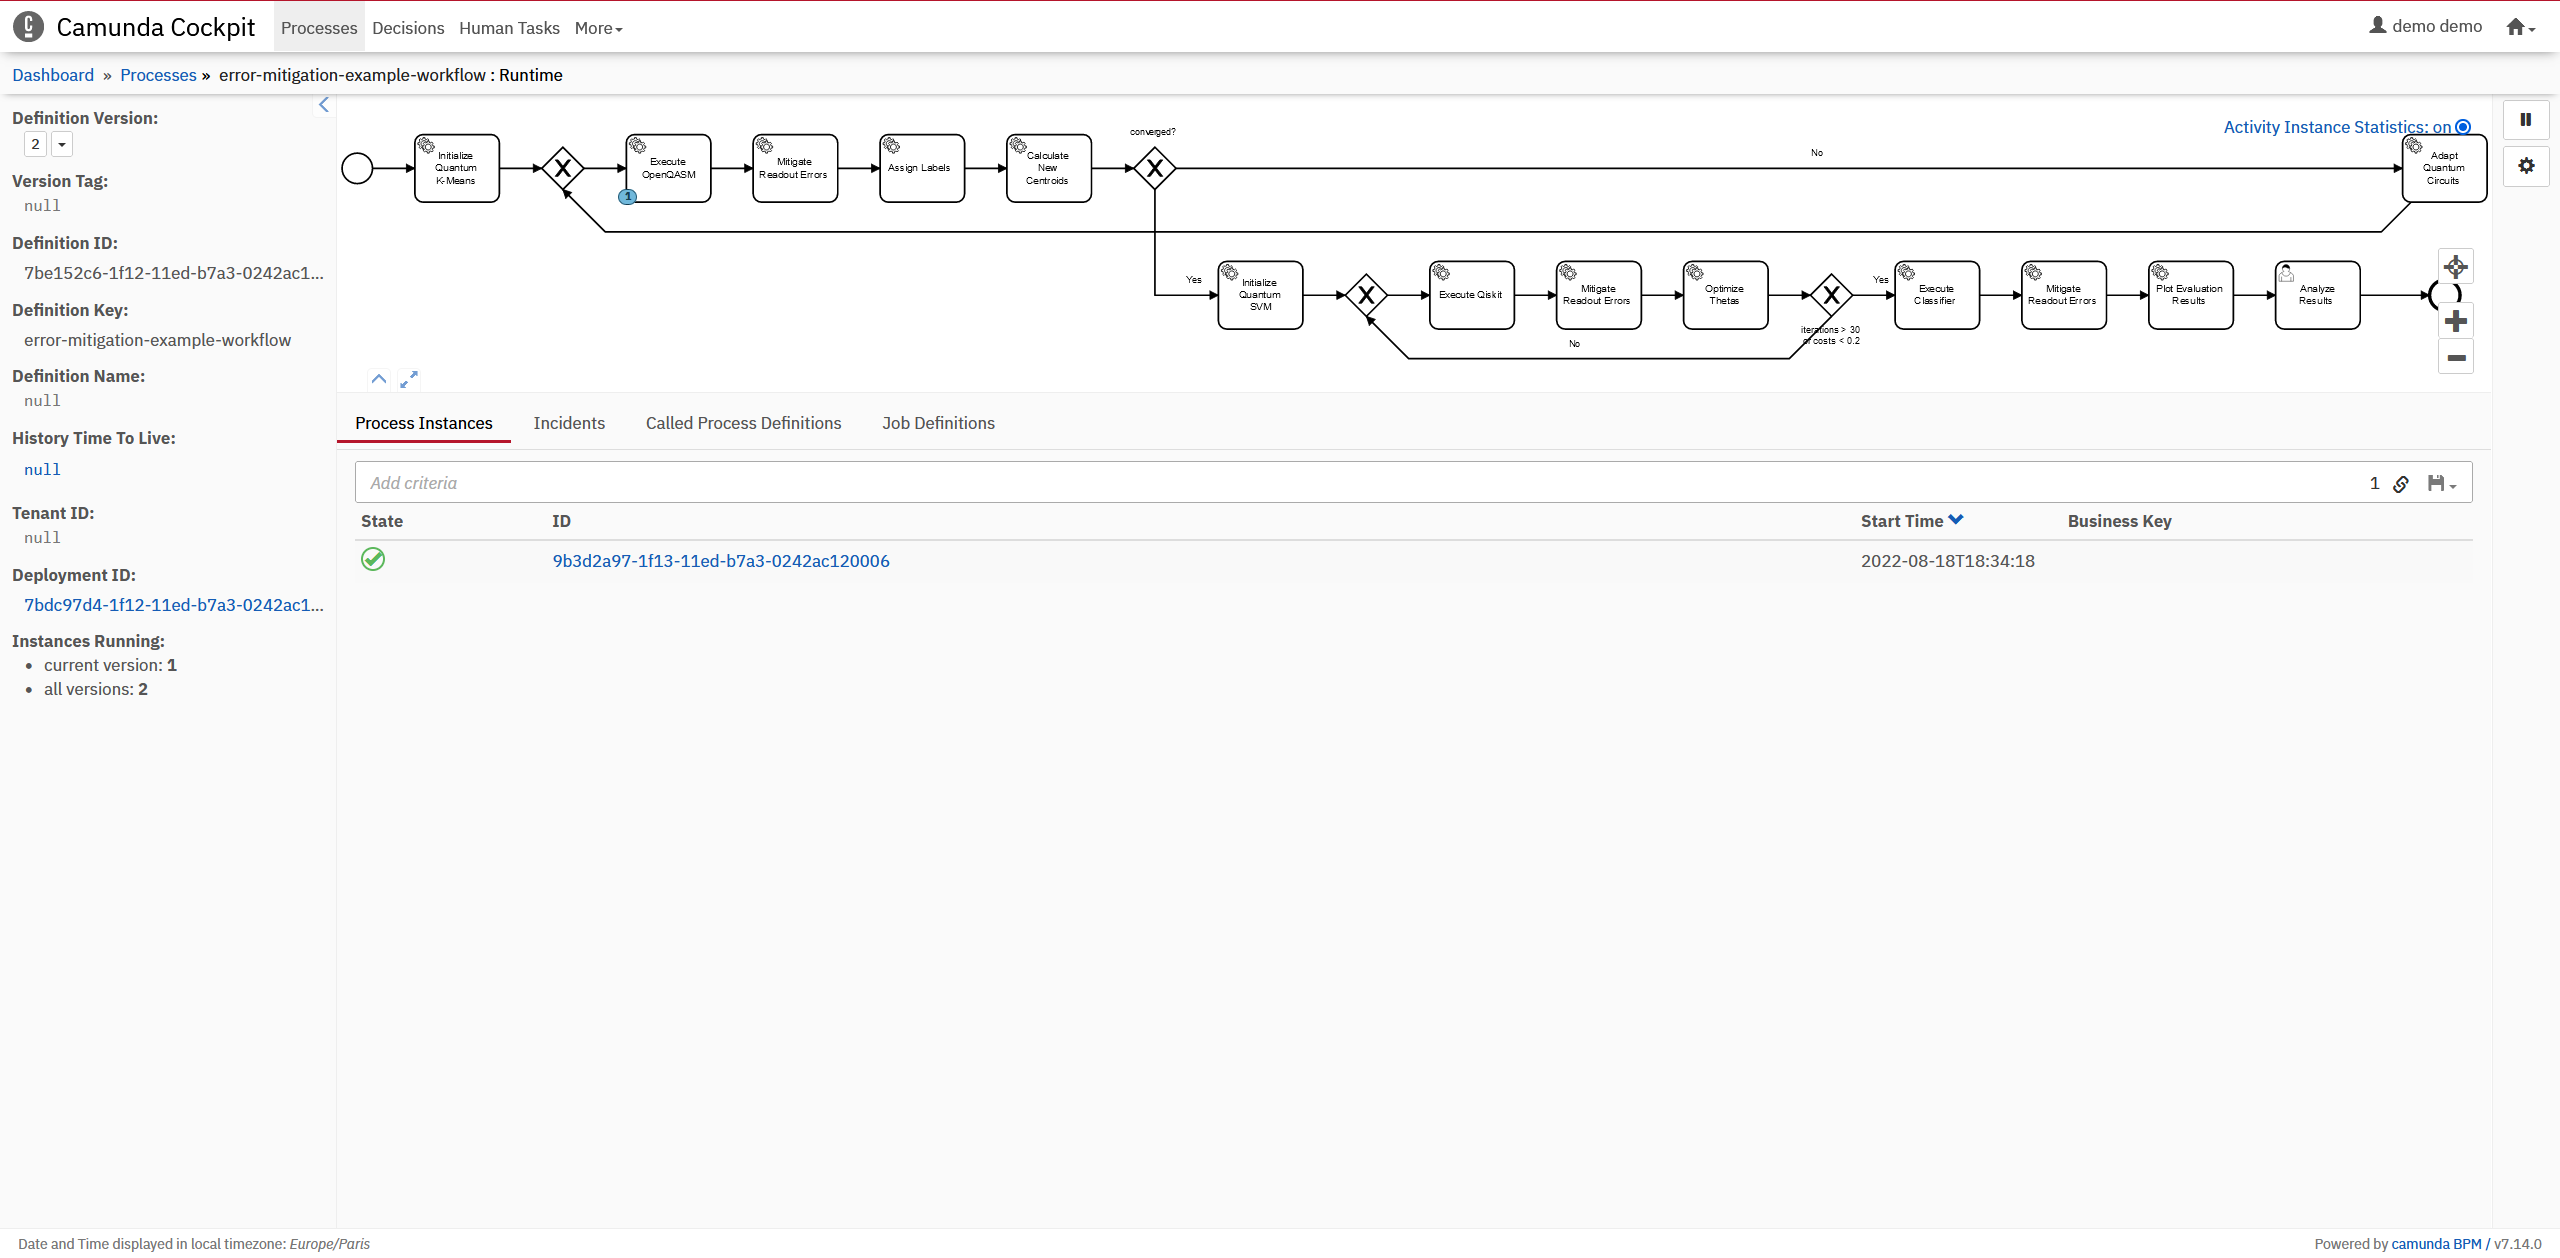 Camunda Cockpit Processes Decisions Human Tasks More demo demo
Dashboard » Processes » error-mitigation-example-workflow : Runtime
Definition Version:
2
Version Tag:
null
Definition ID:
7be152c6-1f12-11ed-b7a3-0242ac1...
Definition Key:
error-mitigation-example-workflow
Definition Name:
null
History Time To Live:
null
Tenant ID:
null
Deployment ID:
7bdc97d4-1f12-11ed-b7a3-0242ac1...
Instances Running:
current version: 1
all versions: 2
Activity Instance Statistics: on
Initialize
Quantum
K-Means
Execute
OpenQASM
1
Mitigate
Readout Errors
Assign Labels
Calculate
New
Centroids
converged?
No
Adapt
Quantum
Circuits
Yes
Initialize
Quantum
SVM
Execute Qiskit
Mitigate
Readout Errors
Optimize
Thetas
iterations > 30
or costs < 0.2
No
Yes
Execute
Classifier
Mitigate
Readout Errors
Plot Evaluation
Results
Analyze
Results
Process Instances Incidents Called Process Definitions Job Definitions
Add criteria 1
State ID Start Time Business Key
9b3d2a97-1f13-11ed-b7a3-0242ac120006 2022-08-18T18:34:18
Date and Time displayed in local timezone: Europe/Paris Powered by camunda BPM / v7.14.0